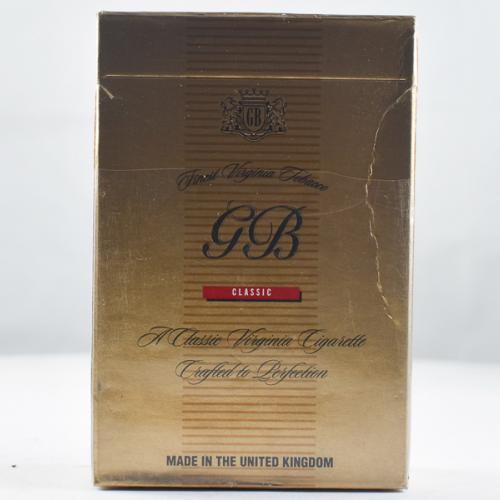 GB
Finest Virginia Tobacco
GB
CLASSIC
A Classic Virginia Cigarette
Crafted to Perfection
MADE IN THE UNITED KINGDOM